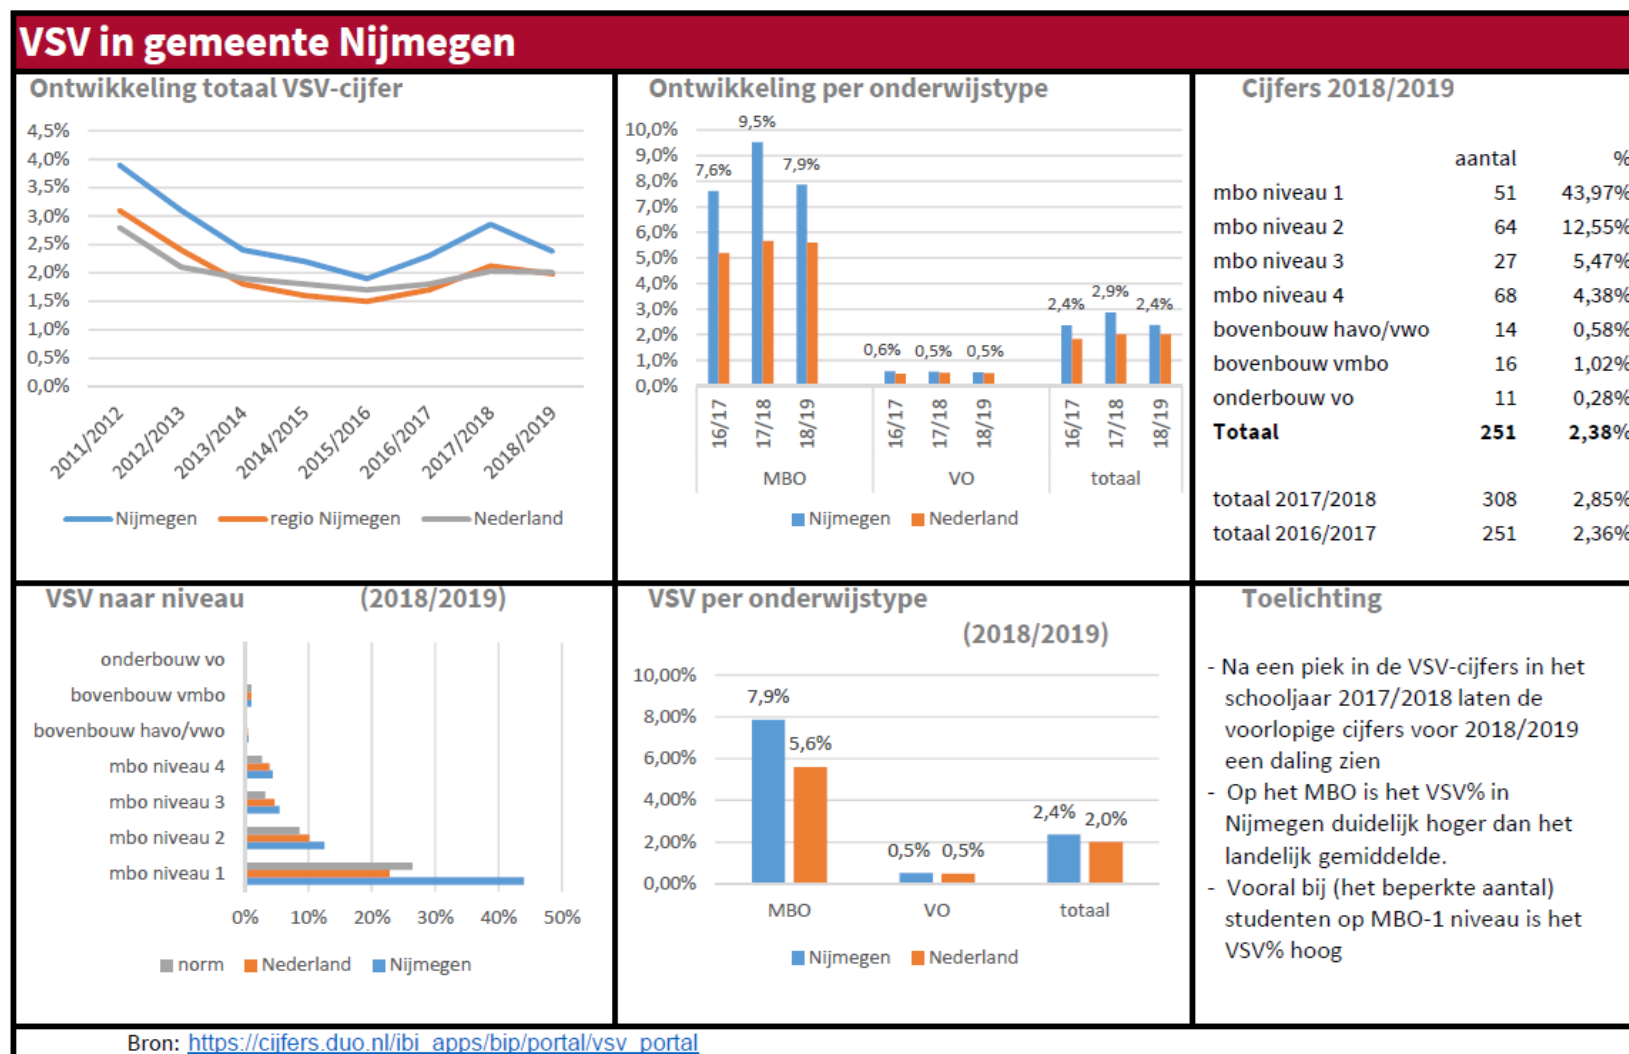 VSV in gemeente Nijmegen
Ontwikkeling totaal VSV-cijfer
4,5%
4,0%
3,5%
3,0%
2,5%
2,0%
1,5%
1,0%
0,5%
0,0%
2011/2012
2012/2013
2013/2014
2014/2015
2015/2016
2016/2017
2017/2018
2018/2019
Nijmegen regio Nijmegen Nederland
Ontwikkeling per onderwijstype
10,0%
9,0%
8,0%
7,0%
6,0%
5,0%
4,0%
3,0%
2,0%
1,0%
0,0%
7,6% 9,5% 7,9%
0,6% 0,5% 0,5%
2,4% 2,9% 2,4%
16/17 17/18 18/19 16/17 17/18 18/19 16/17 17/18 18/19
MBO VO totaal
Nijmegen Nederland
Cijfers 2018/2019
aantal %
mbo niveau 1 51 43,97%
mbo niveau 2 64 12,55%
mbo niveau 3 27 5,47%
mbo niveau 4 68 4,38%
bovenbouw havo/vwo 14 0,58%
bovenbouw vmbo 16 1,02%
onderbouw vo 11 0,28%
Totaal 251 2,38%
totaal 2017/2018 308 2,85%
totaal 2016/2017 251 2,36%
VSV naar niveau (2018/2019)
onderbouw vo
bovenbouw vmbo
bovenbouw havo/vwo
mbo niveau 4
mbo niveau 3
mbo niveau 2
mbo niveau 1
0% 10% 20% 30% 40% 50%
norm Nederland Nijmegen
VSV per onderwijstype
(2018/2019)
10,00%
8,00%
6,00%
4,00%
2,00%
0,00%
7,9% 5,6%
0,5% 0,5%
2,4% 2,0%
MBO VO totaal
Nijmegen Nederland
Toelichting
- Na een piek in de VSV-cijfers in het
schooljaar 2017/2018 laten de
voorlopige cijfers voor 2018/2019
een daling zien
- Op het MBO is het VSV% in
Nijmegen duidelijk hoger dan het
landelijk gemiddelde.
- Vooral bij (het beperkte aantal)
studenten op MBO-1 niveau is het
VSV% hoog
Bron: https://cijfers.duo.nl/ibi_apps/bip/portal/vsv_portal